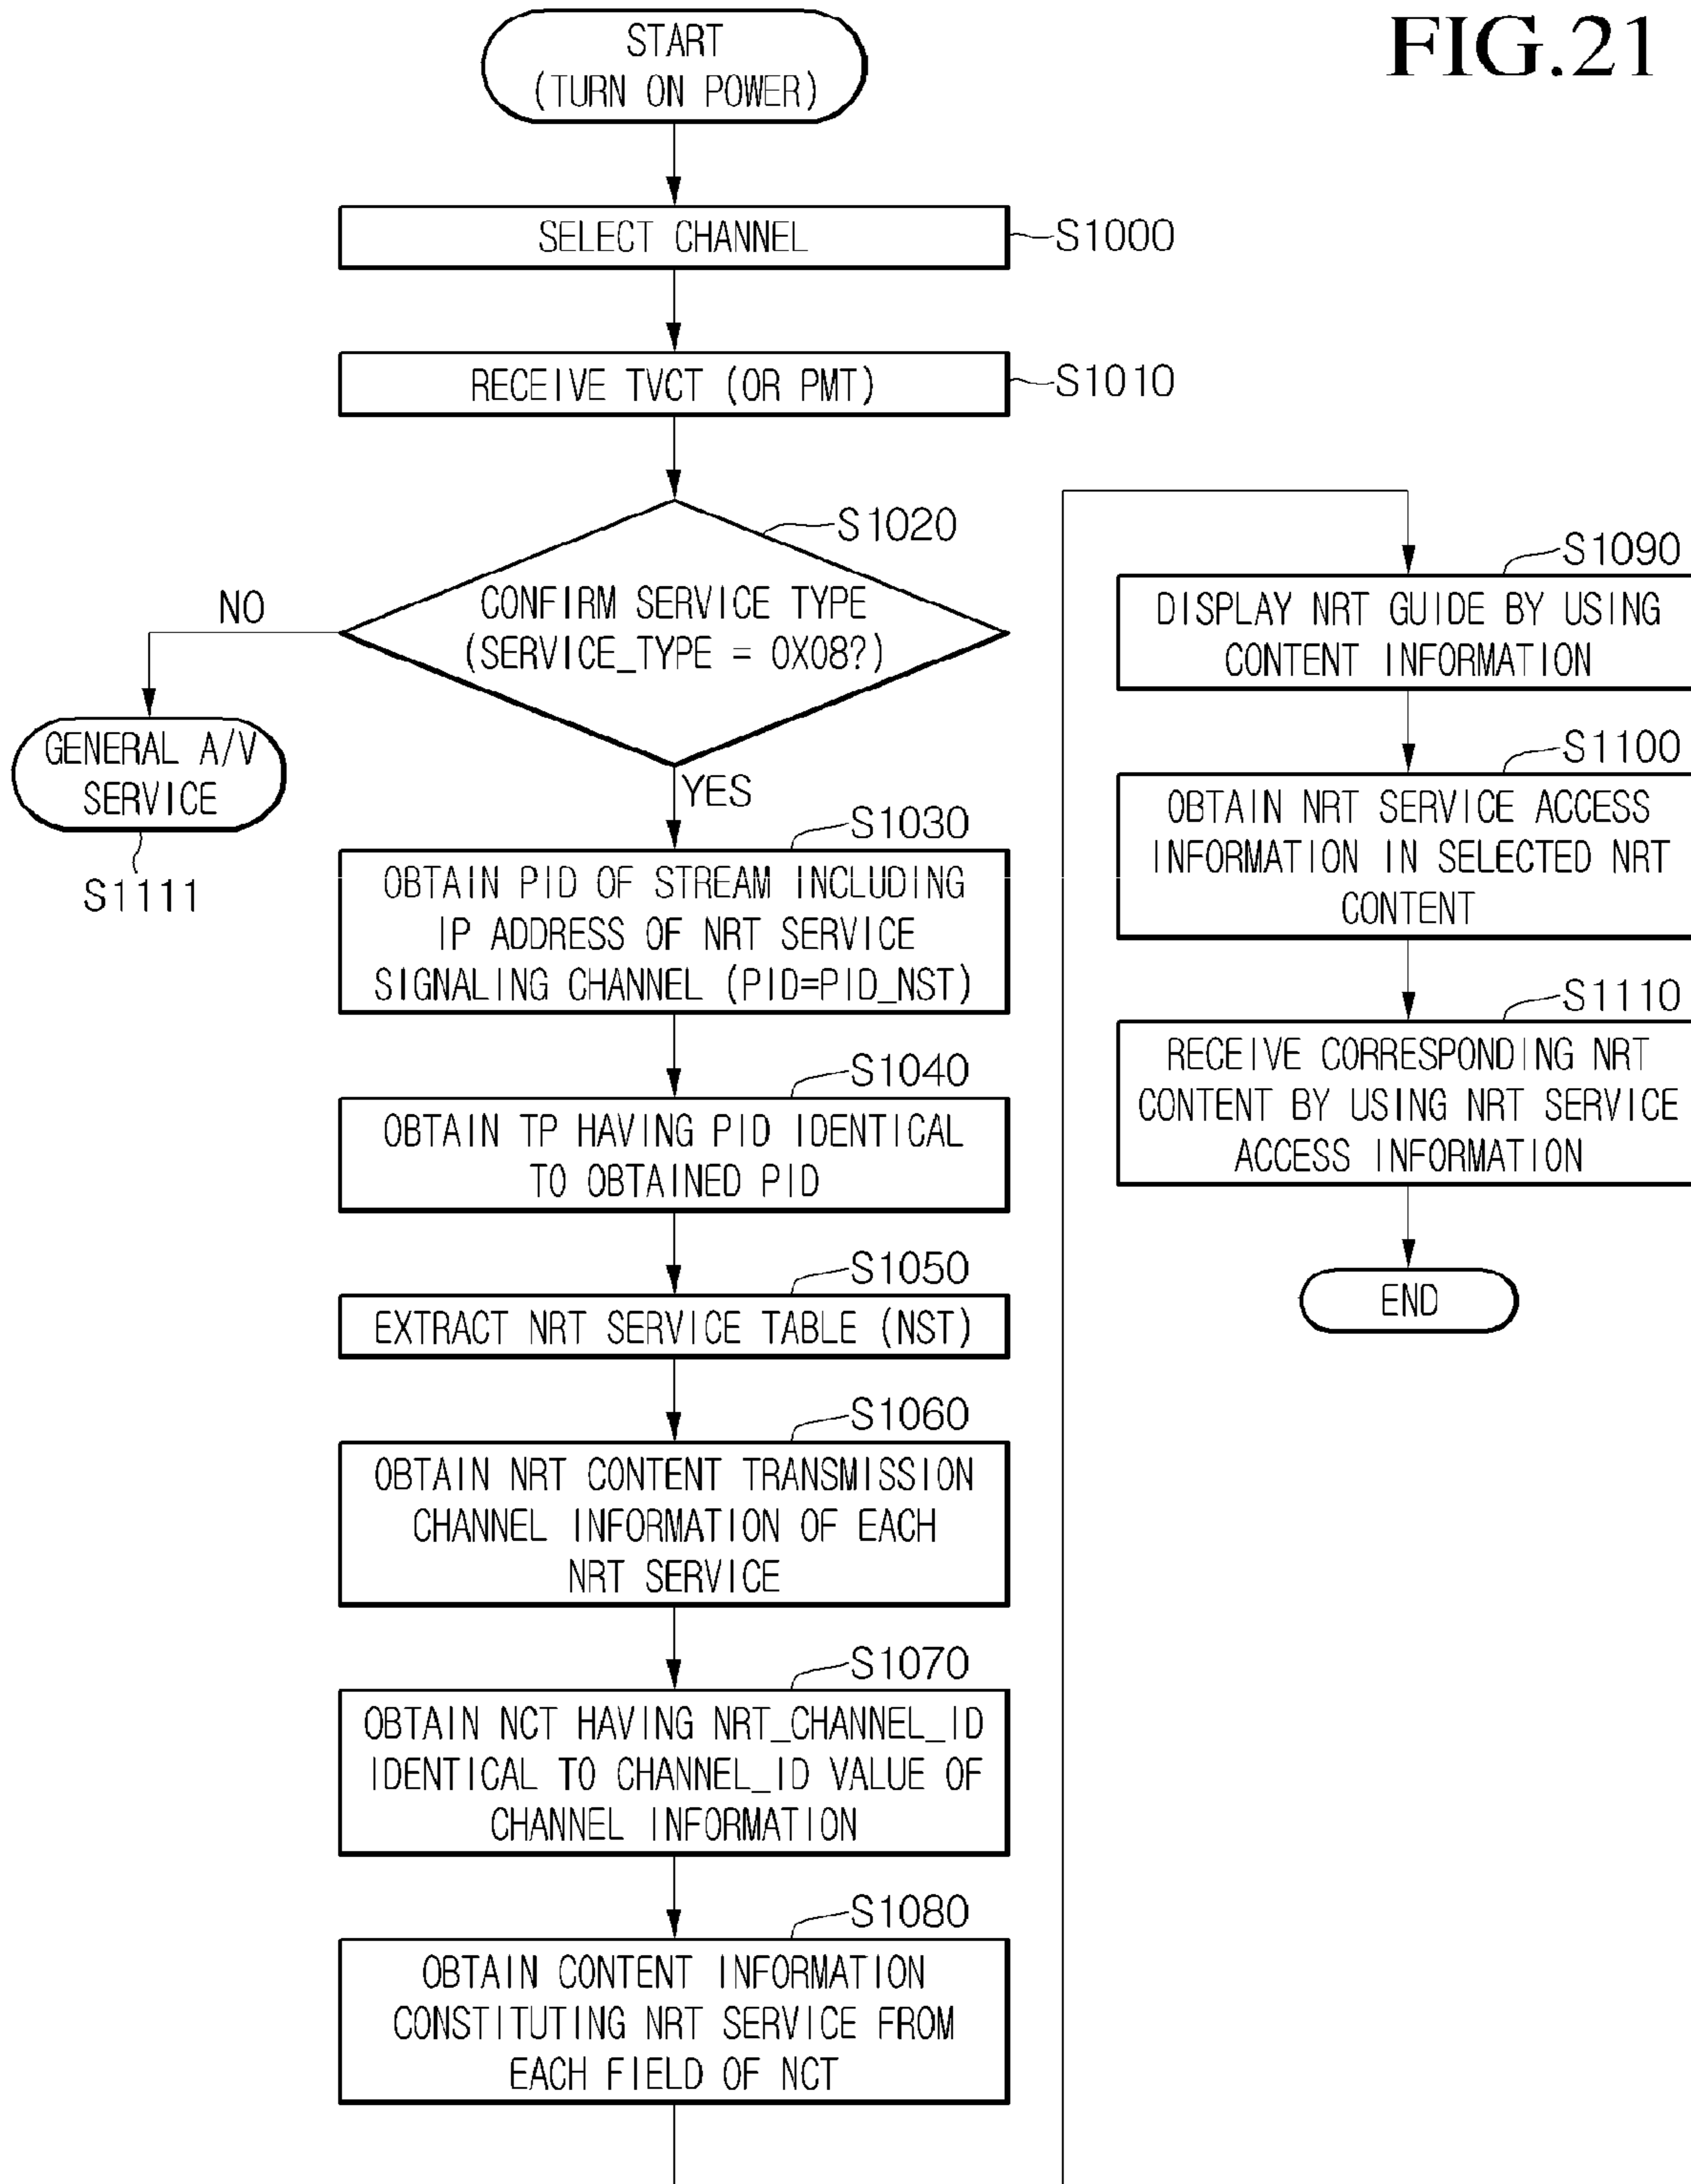 FIG.21
START
(TURN ON POWER)
SELECT CHANNEL
S1000
RECEIVE TVCT (OR PMT)
S1010
S1020
CONFIRM SERVICE TYPE
(SERVICE_TYPE = 0X08?)
NO
GENERAL A/V
SERVICE
S1111
YES
S1030
OBTAIN PID OF STREAM INCLUDING
IP ADDRESS OF NRT SERVICE
SIGNALING CHANNEL (PID=PID_NST)
S1040
OBTAIN TP HAVING PID IDENTICAL
TO OBTAINED PID
S1050
EXTRACT NRT SERVICE TABLE (NST)
S1060
OBTAIN NRT CONTENT TRANSMISSION
CHANNEL INFORMATION OF EACH
NRT SERVICE
S1070
OBTAIN NCT HAVING NRT_CHANNEL_ID
IDENTICAL TO CHANNEL_ID VALUE OF
CHANNEL INFORMATION
S1080
OBTAIN CONTENT INFORMATION
CONSTITUTING NRT SERVICE FROM
EACH FIELD OF NCT
S1090
DISPLAY NRT GUIDE BY USING
CONTENT INFORMATION
S1100
OBTAIN NRT SERVICE ACCESS
INFORMATION IN SELECTED NRT
CONTENT
S1110
RECEIVE CORRESPONDING NRT
CONTENT BY USING NRT SERVICE
ACCESS INFORMATION
END